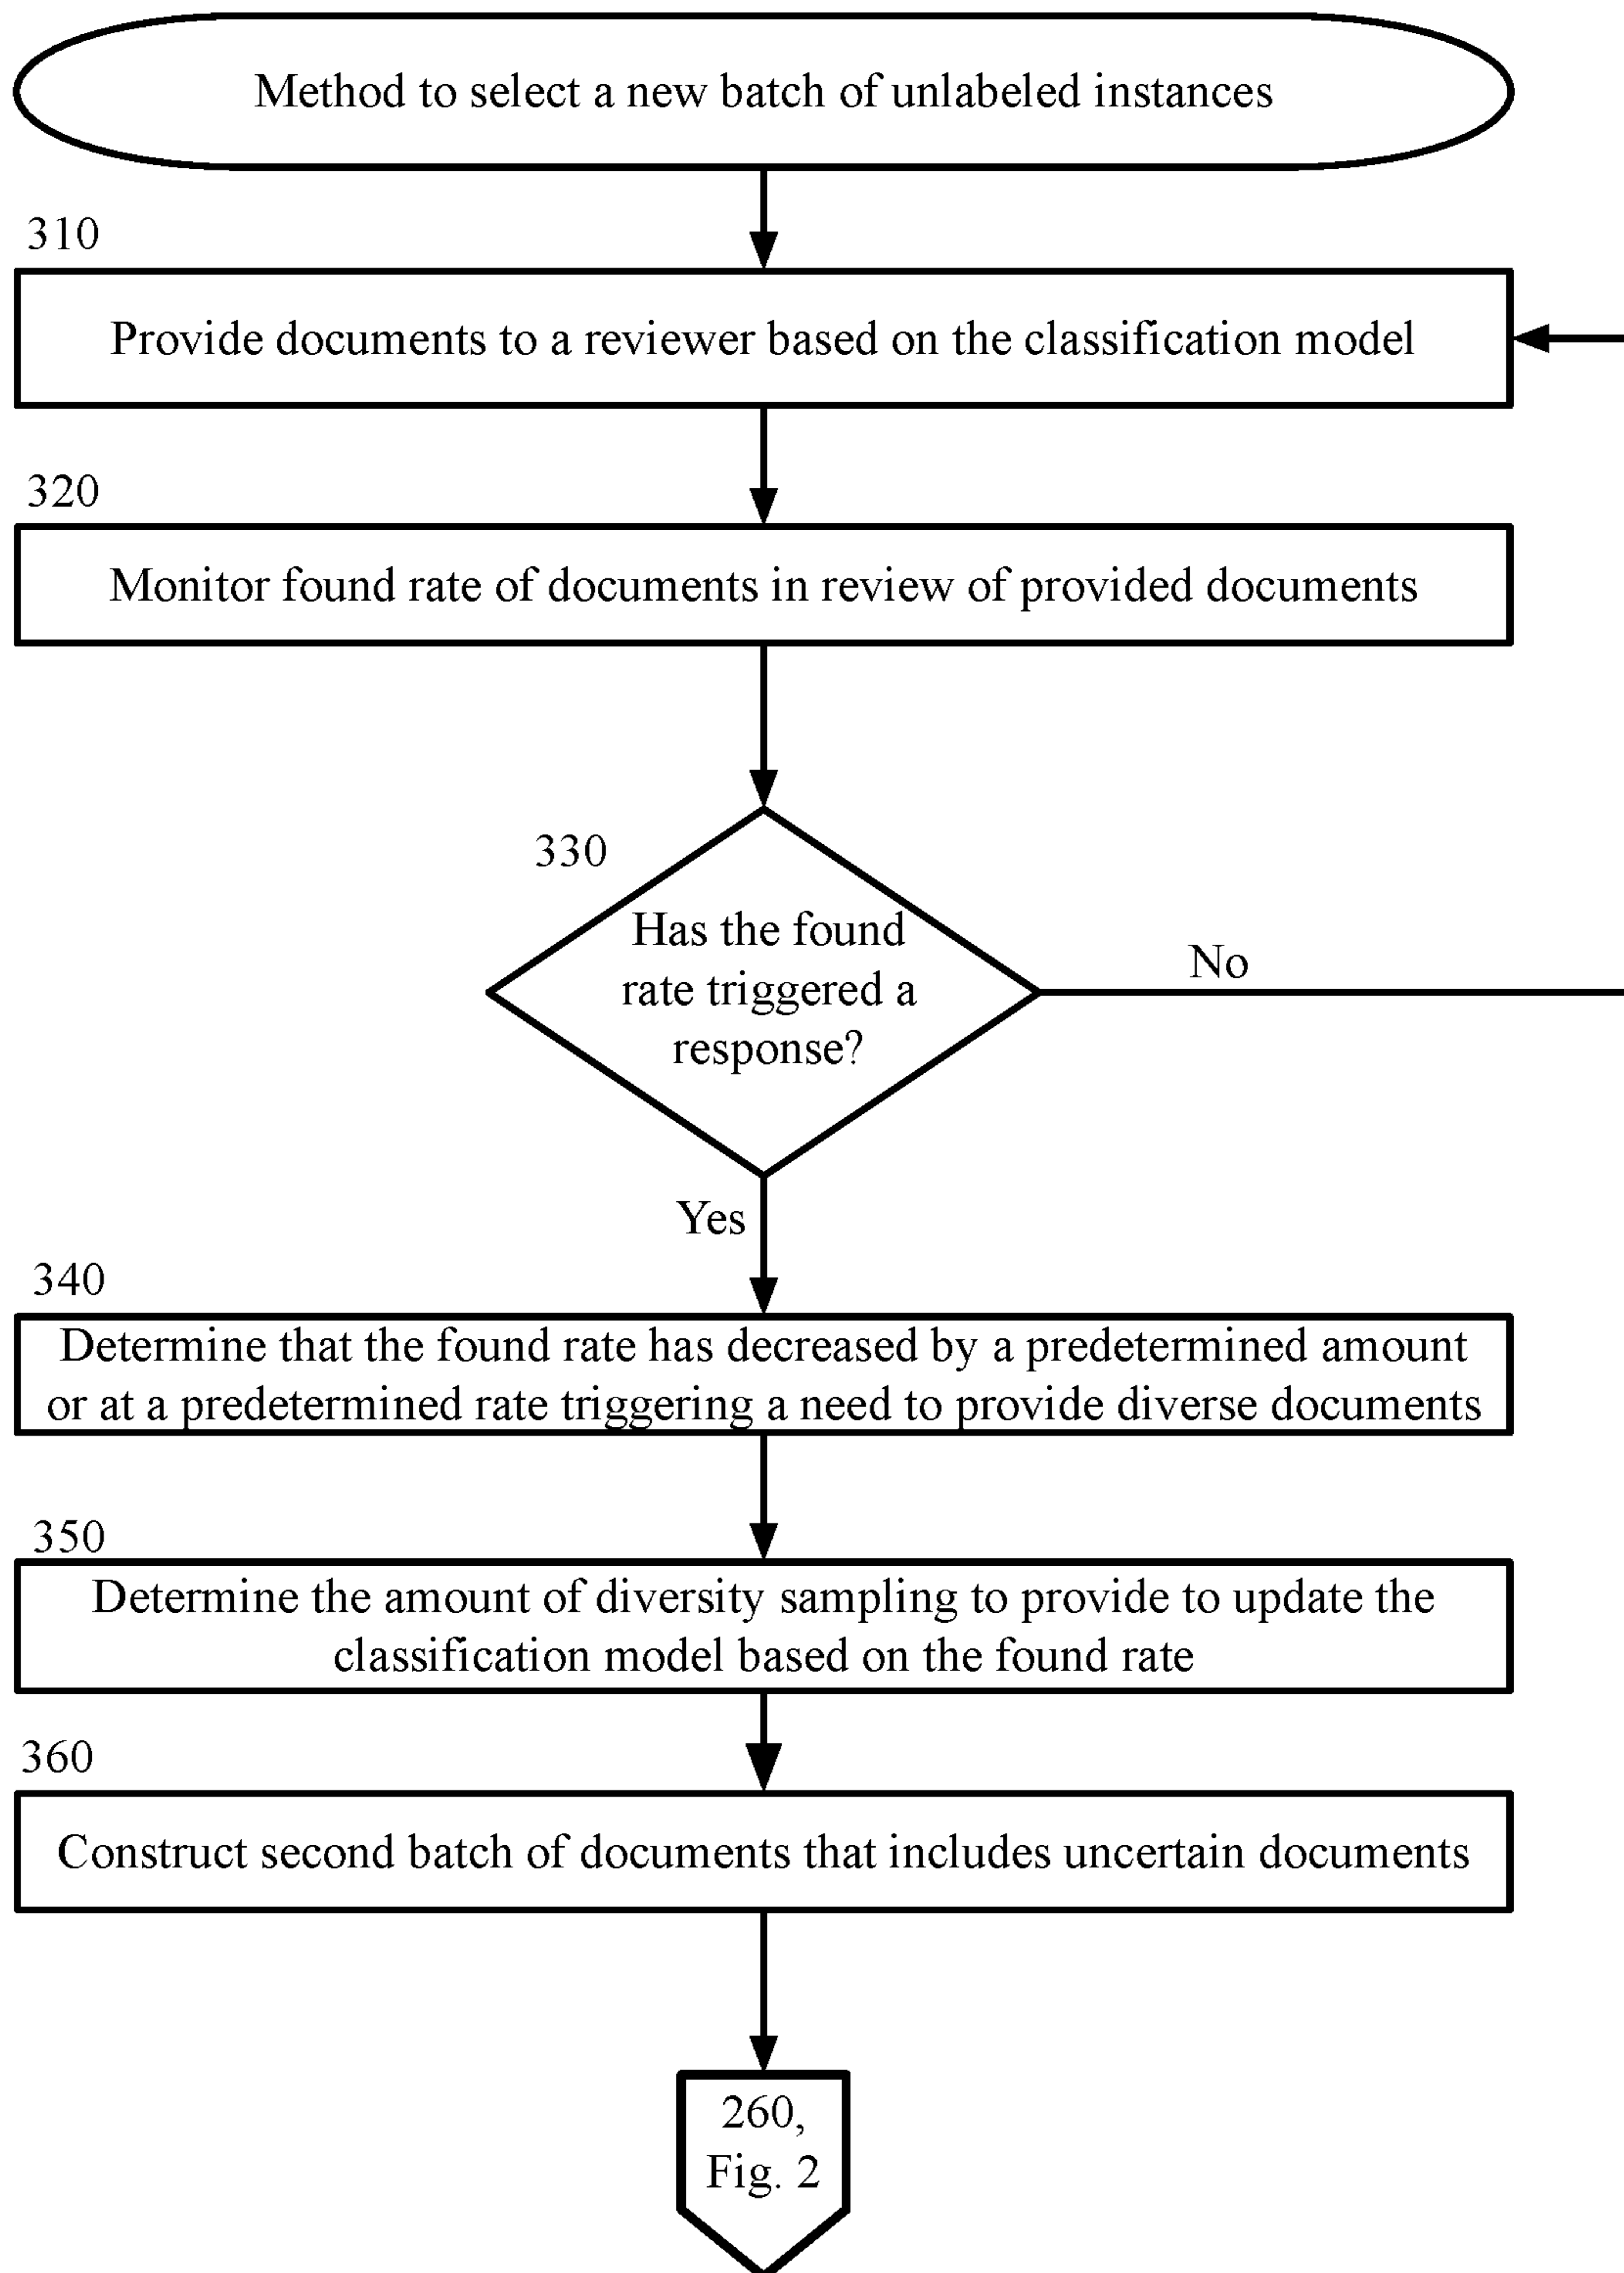 Method to select a new batch of unlabeled instances
310
Provide documents to a reviewer based on the classification model
320
Monitor found rate of documents in review of provided documents
330
Has the found
rate triggered a
response?
No
Yes
340
Determine that the found rate has decreased by a predetermined amount
or at a predetermined rate triggering a need to provide diverse documents
350
Determine the amount of diversity sampling to provide to update the
classification model based on the found rate
360
Construct second batch of documents that includes uncertain documents
260,
Fig. 2